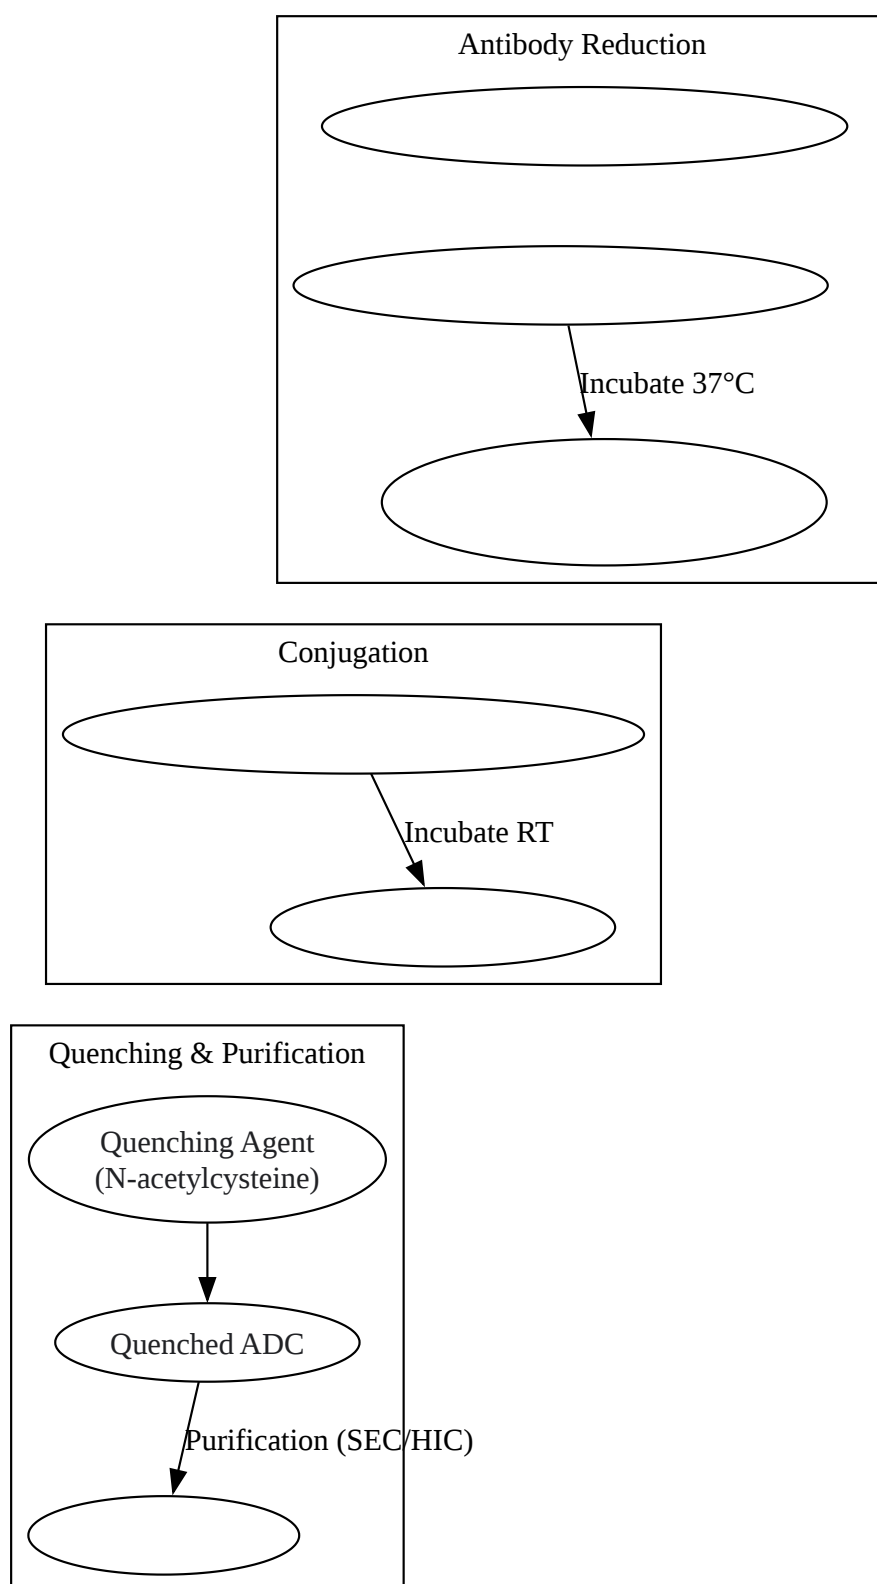 Antibody Reduction
Incubate 37°C
Conjugation
Incubate RT
Quenching & Purification
Quenching Agent
(N-acetylcysteine)
Quenched ADC
Purification (SEC/HIC)